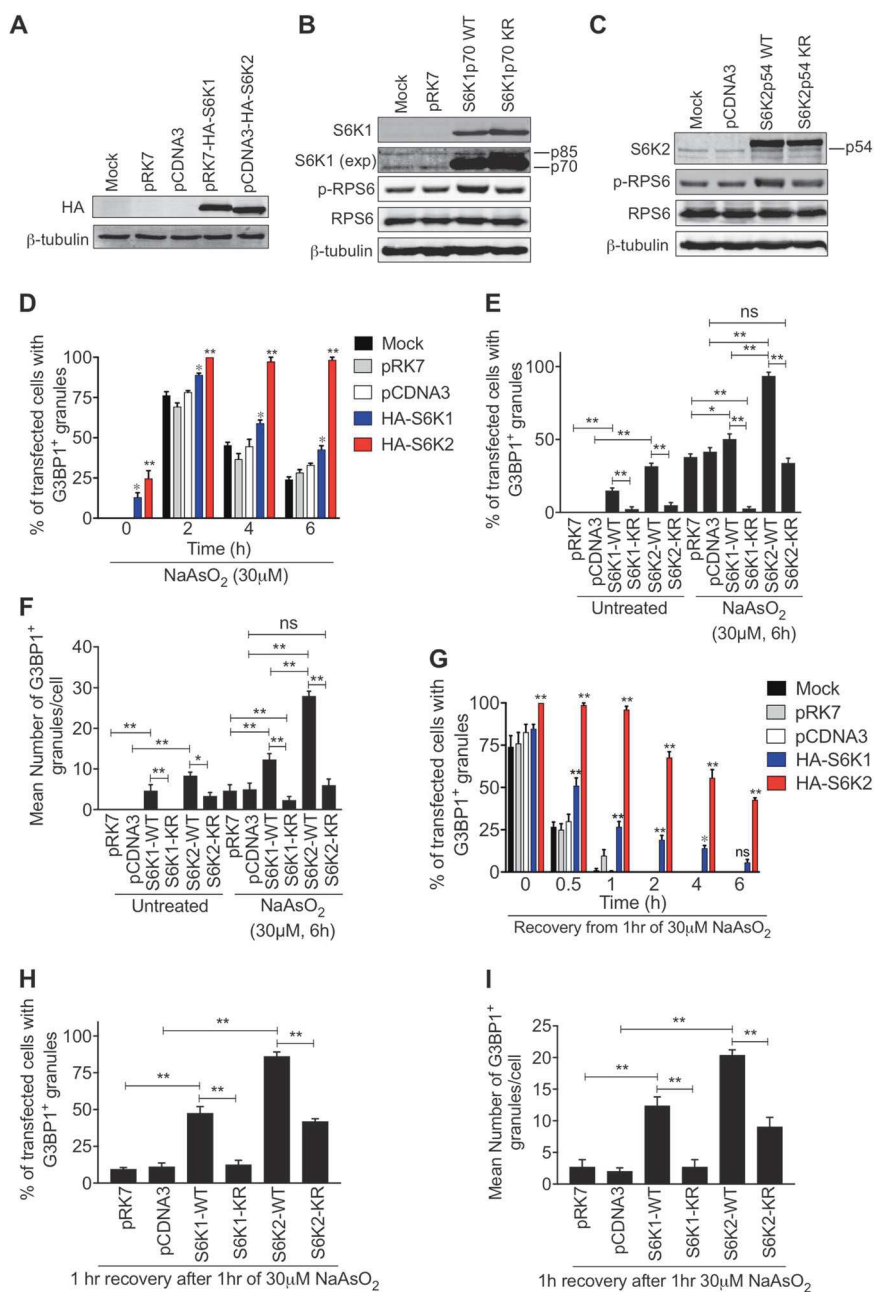 A
Mock
pRK7
pCDNA3
pRK7-HA-S6K1
pCDNA3-HA-S6K2
HA
β-tubulin
B
Mock
pRK7
S6K1p70 WT
S6K1p70 KR
S6K1
S6K1 (exp)
p85
p70
p-RPS6
RPS6
β-tubulin
C
Mock
pCDNA3
S6K2p54 WT
S6K2p54 KR
S6K2
p54
p-RPS6
RPS6
β-tubulin
D
% of transfected cells with
G3BP1+ granules
100
75
50
25
0
* ** ** * ** * ** *
0 2 4 6
Time (h)
NaAsO2 (30μM)
Mock
pRK7
pCDNA3
HA-S6K1
HA-S6K2
E
% of transfected cells with
G3BP1+ granules
100
50
0
ns
**
** **
** ** **
* **
** **
pRK7
pCDNA3
S6K1-WT
S6K1-KR
S6K2-WT
S6K2-KR
pRK7
pCDNA3
S6K1-WT
S6K1-KR
S6K2-WT
S6K2-KR
Untreated
NaAsO2
(30μM, 6h)
F
Mean Number of G3BP1+
granules/cell
40
30
20
10
0
ns
**
**
** ** **
** ** **
** *
pRK7
pCDNA3
S6K1-WT
S6K1-KR
S6K2-WT
S6K2-KR
pRK7
pCDNA3
S6K1-WT
S6K1-KR
S6K2-WT
S6K2-KR
Untreated
NaAsO2
(30μM, 6h)
G
% of transfected cells with
G3BP1+ granules
100
75
50
25
0
** ** ** ** ** **
** ** ** * ns
0 0.5 1 2 4 6
Time (h)
Recovery from 1hr of 30μM NaAsO2
Mock
pRK7
pCDNA3
HA-S6K1
HA-S6K2
H
% of transfected cells with
G3BP1+ granules
100
75
50
25
0
**
**
** **
pRK7
pCDNA3
S6K1-WT
S6K1-KR
S6K2-WT
S6K2-KR
1 hr recovery after 1hr of 30μM NaAsO2
I
Mean Number of G3BP1+
granules/cell
25
20
15
10
5
0
**
**
** **
pRK7
pCDNA3
S6K1-WT
S6K1-KR
S6K2-WT
S6K2-KR
1h recovery after 1hr 30μM NaAsO2